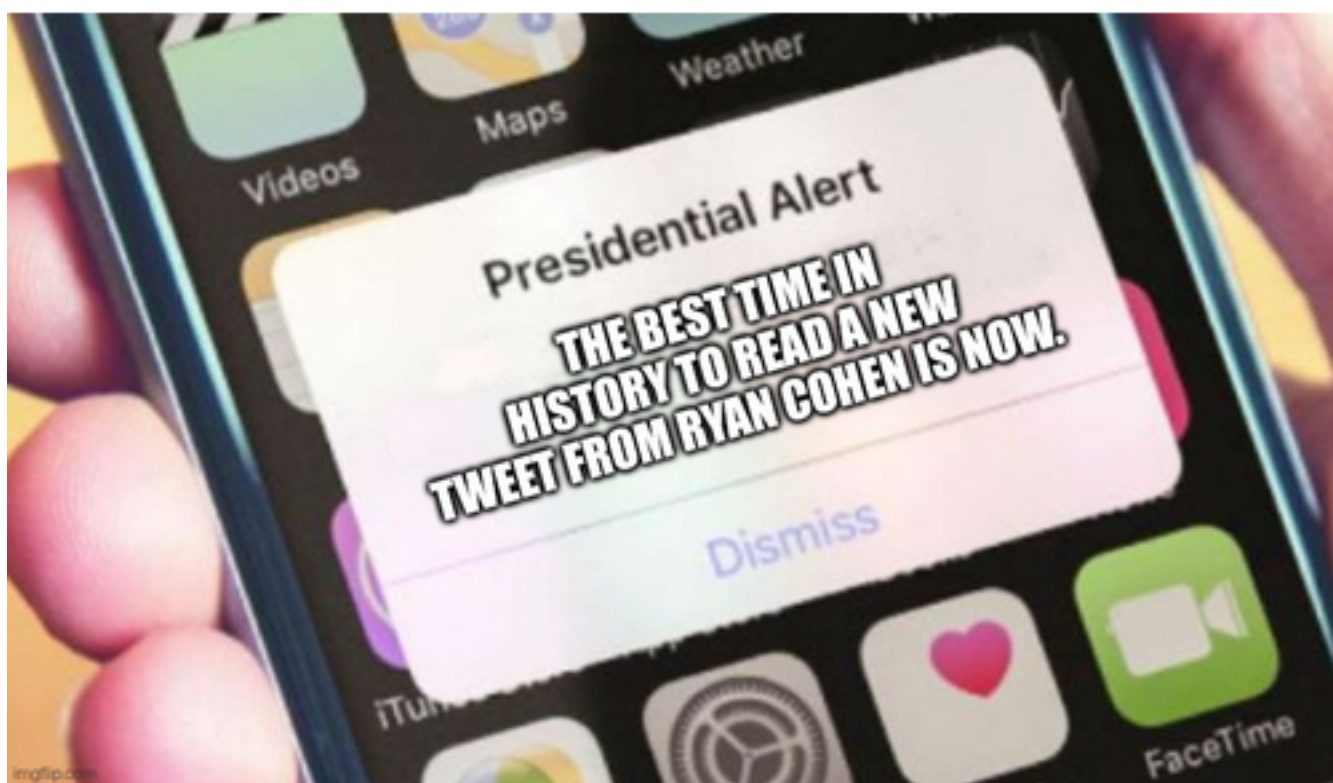 Weather
Maps
Videos
Presidential Alert
THE BEST TIME IN
HISTORY TO READ A NEW
TWEET FROM RYAN COHEN IS NOW.
Dismiss
FaceTime
imgflip.com